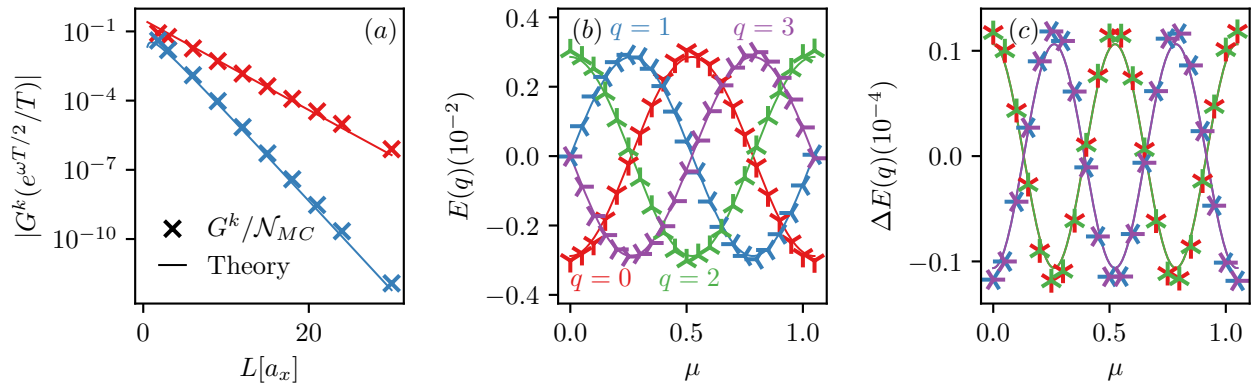 |G^k(e^{ωT/2}/T)|
10^{-1}
10^{-4}
10^{-7}
10^{-10}
(a)
G^k/N_{MC}
Theory
0
20
L[a_x]
E(q)(10^{-2})
0.4
0.2
0.0
−0.2
−0.4
(b)
q = 1
q = 3
q = 0
q = 2
0.0
0.5
1.0
μ
ΔE(q)(10^{-4})
0.1
0.0
−0.1
(c)
0.0
0.5
1.0
μ